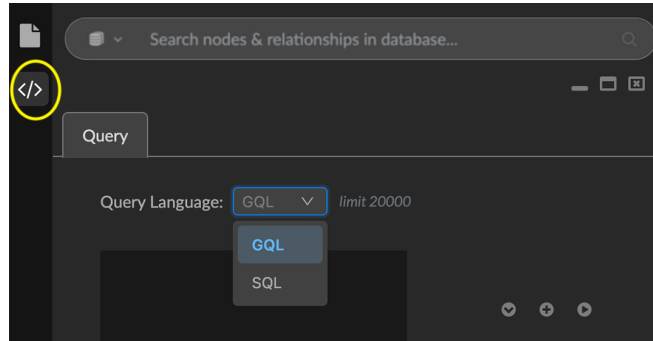 Search nodes & relationships in database...
</>
Query
Query Language: GQL limit 20000
GQL
SQL